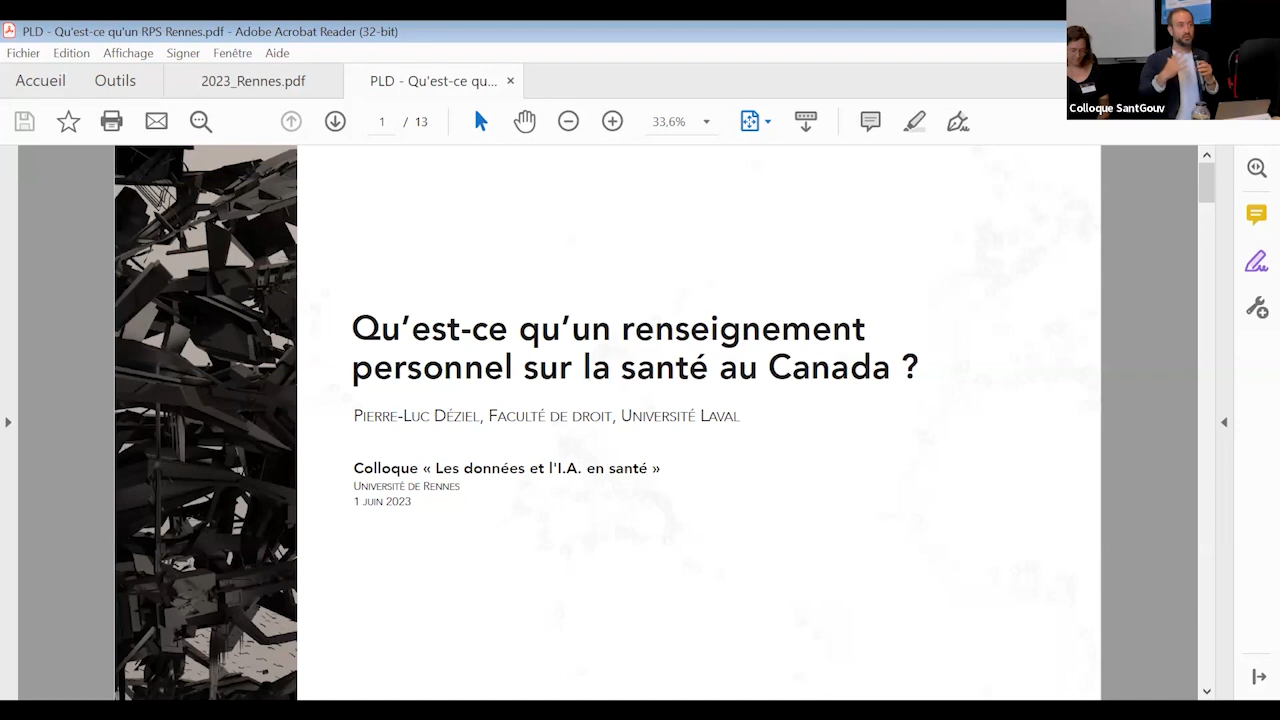 PLD - Qu'est-ce qu'un RPS Rennes.pdf - Adobe Acrobat Reader (32-bit)
Fichier Edition Affichage Signer Fenêtre Aide
Accueil Outils 2023_Rennes.pdf PLD - Qu'est-ce qu... ×
1 / 13 33,6%
Colloque SantGouv
Qu’est-ce qu’un renseignement
personnel sur la santé au Canada ?
Pierre-Luc Déziel, Faculté de droit, Université Laval
Colloque « Les données et l'I.A. en santé »
Université de Rennes
1 juin 2023